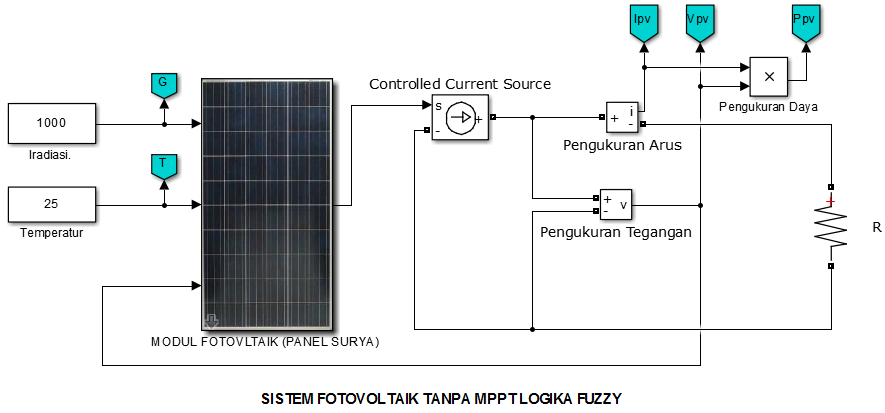 Ipv
Vpv
Ppv
G
Controlled Current Source
×
Pengukuran Daya
1000
s
-
+
+
i
-
Iradiasi.
Pengukuran Arus
T
25
+
-
v
Temperatur
Pengukuran Tegangan
+
R
MODUL FOTOVLTAIK (PANEL SURYA)
SISTEM FOTOVOLTAIK TANPA MPPT LOGIKA FUZZY